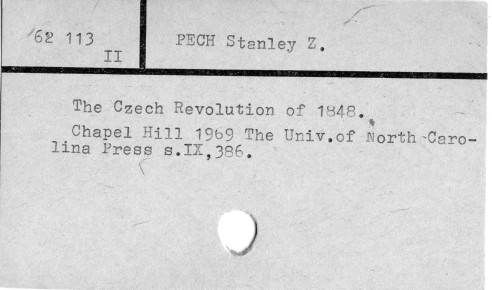 62 113
II
PECH Stanley Z.
The Czech Revolution of 1848.
Chapel Hill 1969 The Univ.of North Caro-
lina Press s.IX,386.